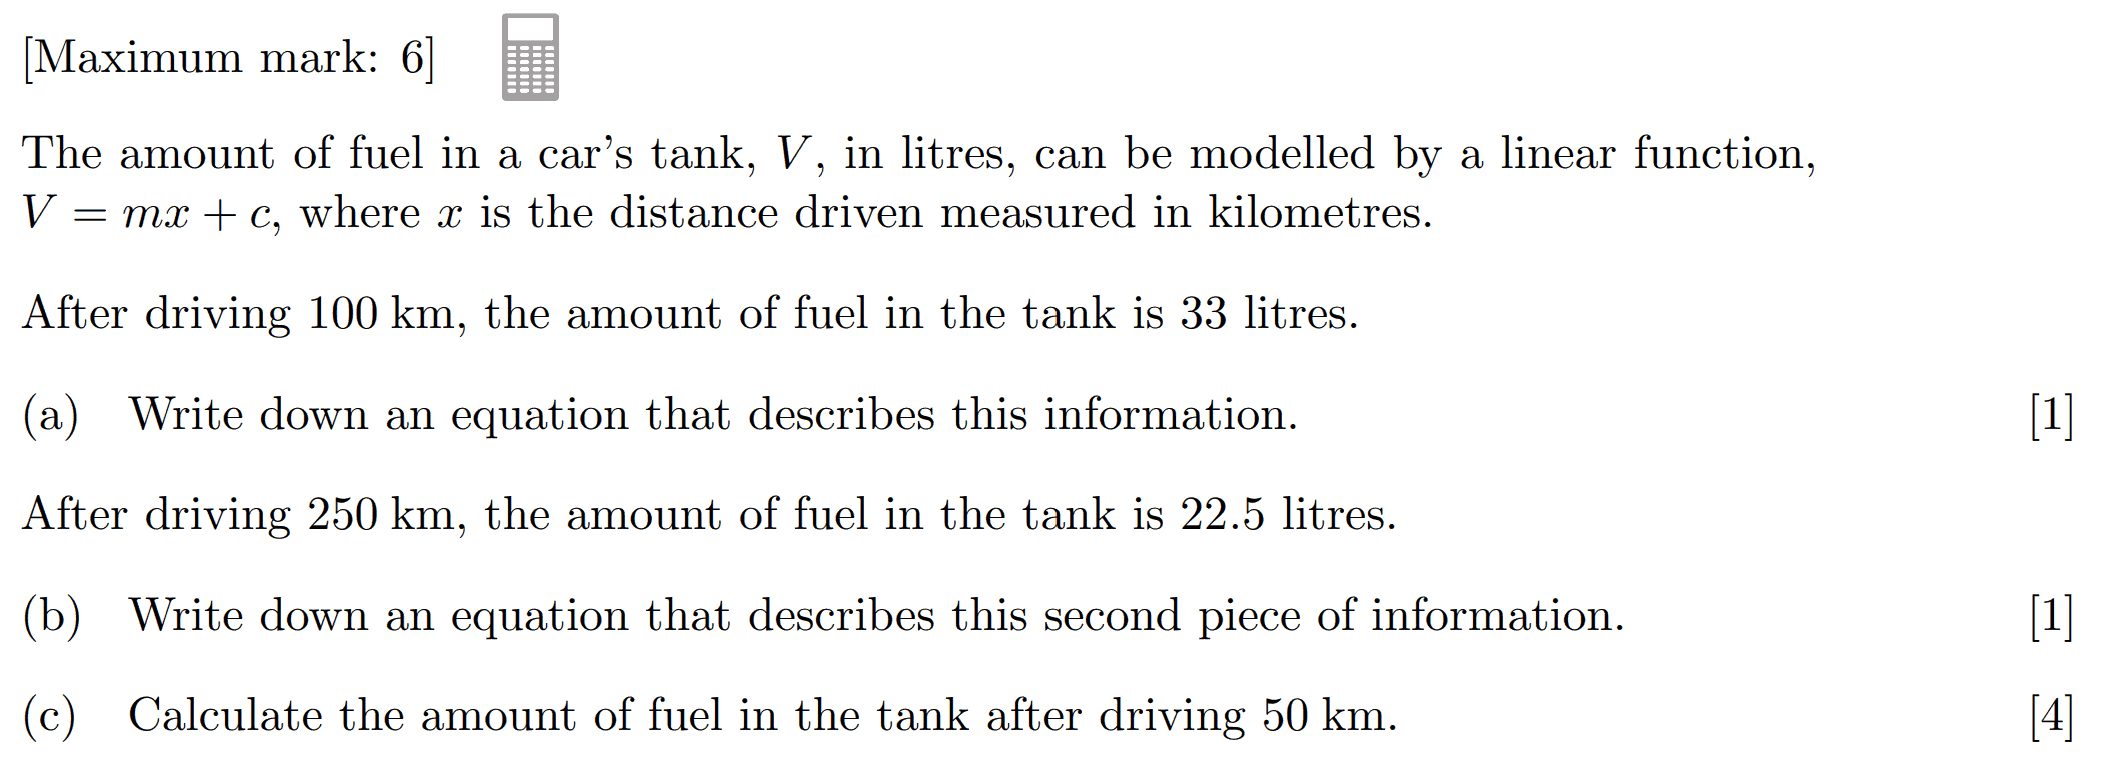 [Maximum mark: 6]
The amount of fuel in a car's tank, V, in litres, can be modelled by a linear function,
V = mx + c, where x is the distance driven measured in kilometres.
After driving 100 km, the amount of fuel in the tank is 33 litres.
(a) Write down an equation that describes this information. [1]
After driving 250 km, the amount of fuel in the tank is 22.5 litres.
(b) Write down an equation that describes this second piece of information. [1]
(c) Calculate the amount of fuel in the tank after driving 50 km. [4]